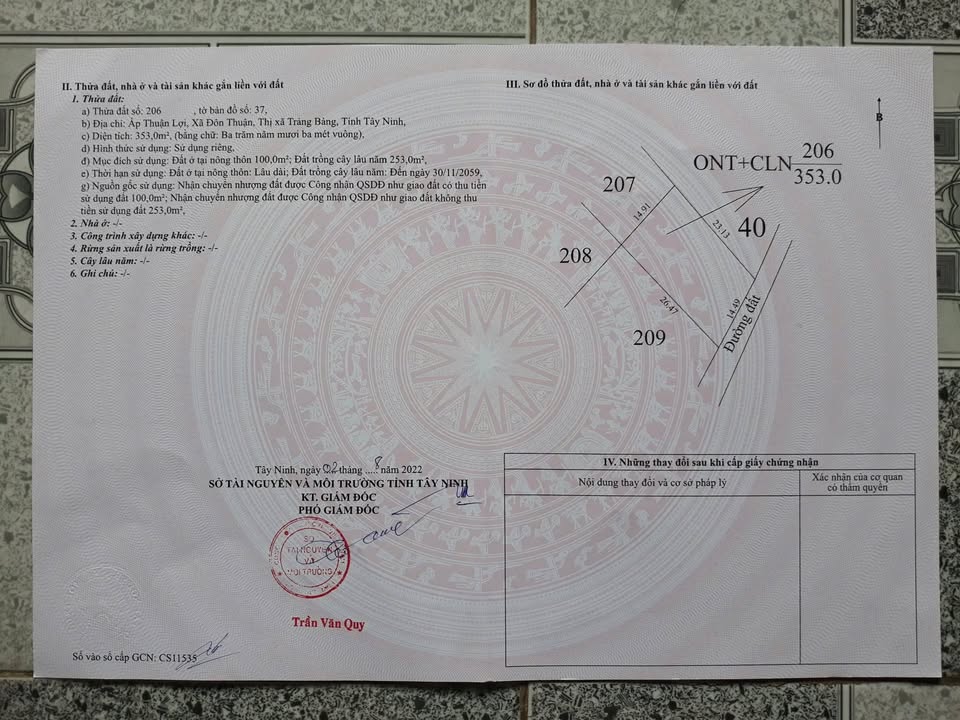 II. Thửa đất, nhà ở và tài sản khác gắn liền với đất
1. Thửa đất:
a) Thửa đất số: 206 , tờ bản đồ số: 37,
b) Địa chỉ: Ấp Thuận Lợi, Xã Đôn Thuận, Thị xã Trảng Bàng, Tỉnh Tây Ninh,
c) Diện tích: 353,0m², (bằng chữ: Ba trăm năm mươi ba mét vuông),
d) Hình thức sử dụng: Sử dụng riêng,
đ) Mục đích sử dụng: Đất ở tại nông thôn 100,0m²; Đất trồng cây lâu năm 253,0m²,
e) Thời hạn sử dụng: Đất ở tại nông thôn: Lâu dài; Đất trồng cây lâu năm: Đến ngày 30/11/2059,
g) Nguồn gốc sử dụng: Nhận chuyển nhượng đất được Công nhận QSDĐ như giao đất có thu tiền
sử dụng đất 100,0m²; Nhận chuyển nhượng đất được Công nhận QSDĐ như giao đất không thu
tiền sử dụng đất 253,0m²,
2. Nhà ở: -/-
3. Công trình xây dựng khác: -/-
4. Rừng sản xuất là rừng trồng: -/-
5. Cây lâu năm: -/-
6. Ghi chú: -/-
Tây Ninh, ngày 02 tháng ....8 năm 2022
SỞ TÀI NGUYÊN VÀ MÔI TRƯỜNG TỈNH TÂY NINH
KT. GIÁM ĐỐC
PHÓ GIÁM ĐỐC
SỞ
TÀI NGUYÊN
VÀ
MÔI TRƯỜNG
Trần Văn Quy
Số vào sổ cấp GCN: CS11535
III. Sơ đồ thửa đất, nhà ở và tài sản khác gắn liền với đất
B
ONT+CLN 206
353.0
207
14.91
23.13
40
208
26.47
14.49
209
Đường đất
IV. Những thay đổi sau khi cấp giấy chứng nhận
Nội dung thay đổi và cơ sở pháp lý
Xác nhận của cơ quan
có thẩm quyền